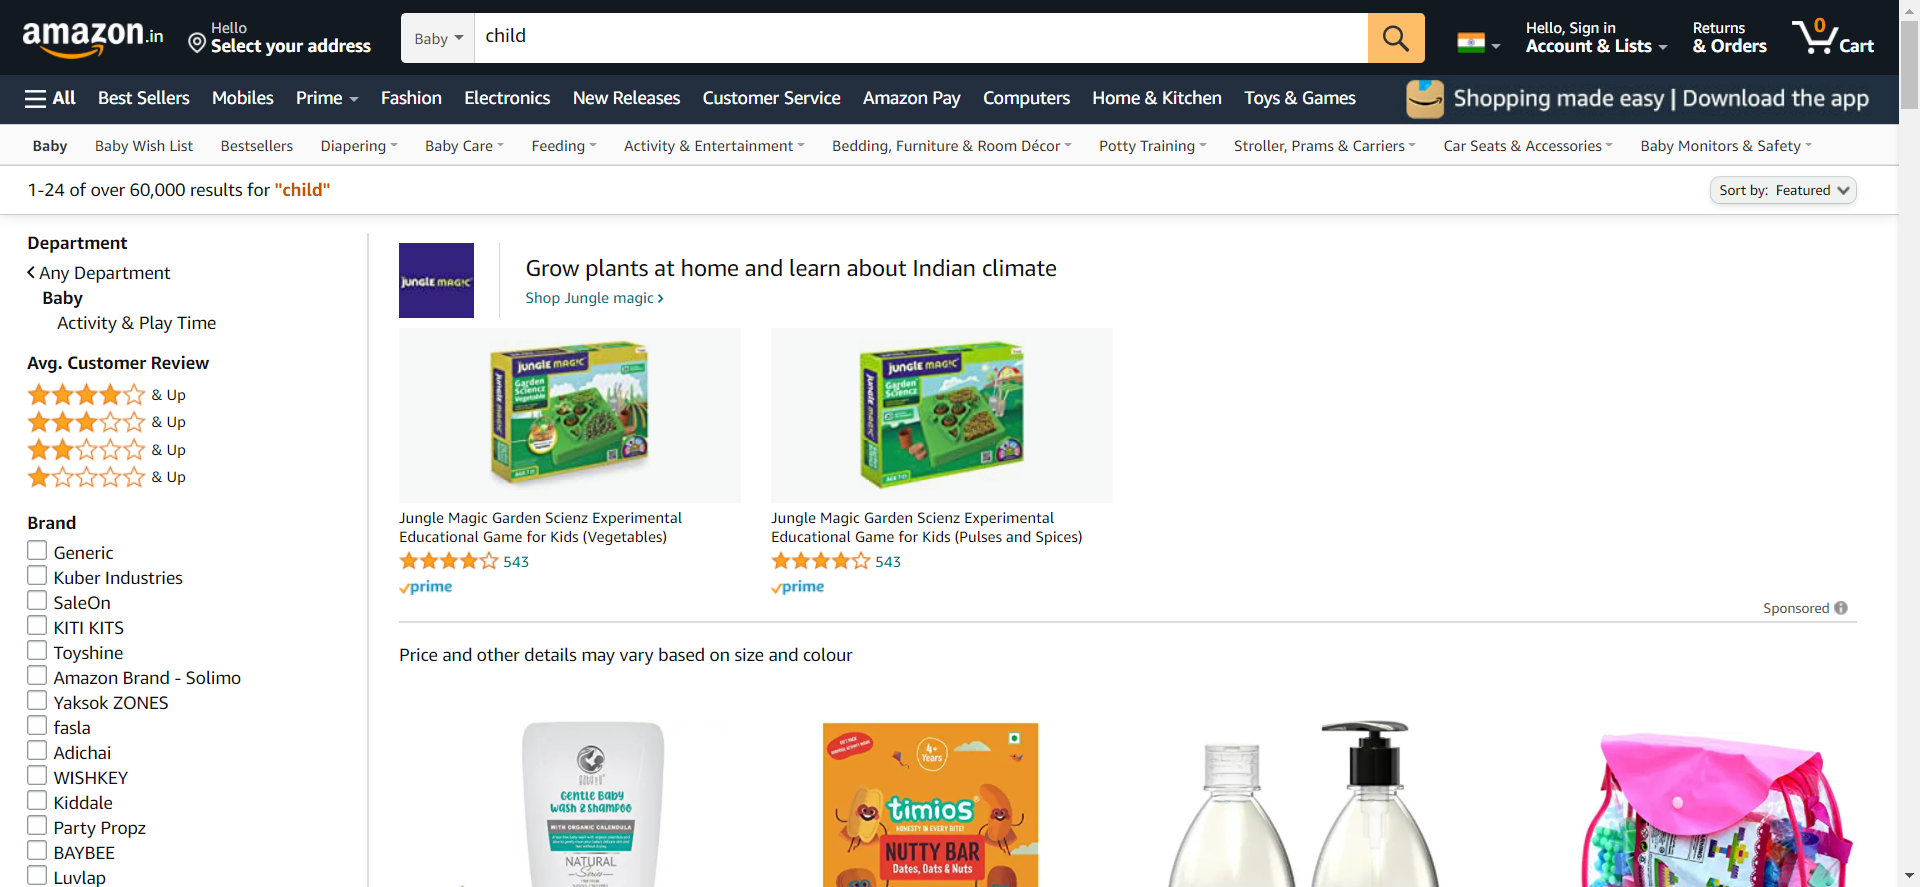 amazon.in
Hello
Select your address
Baby
child
Hello, Sign in
Account & Lists
Returns
& Orders
0
Cart
All
Best Sellers
Mobiles
Prime
Fashion
Electronics
New Releases
Customer Service
Amazon Pay
Computers
Home & Kitchen
Toys & Games
Shopping made easy | Download the app
Baby
Baby Wish List
Bestsellers
Diapering
Baby Care
Feeding
Activity & Entertainment
Bedding, Furniture & Room Décor
Potty Training
Stroller, Prams & Carriers
Car Seats & Accessories
Baby Monitors & Safety
1-24 of over 60,000 results for "child"
Sort by: Featured
Department
Any Department
Baby
Activity & Play Time
Avg. Customer Review
& Up
& Up
& Up
& Up
Brand
Generic
Kuber Industries
SaleOn
KITI KITS
Toyshine
Amazon Brand - Solimo
Yaksok ZONES
fasla
Adichai
WISHKEY
Kiddale
Party Propz
BAYBEE
Luvlap
JUNGLE MAGIC
Grow plants at home and learn about Indian climate
Shop Jungle magic
JUNGLE MAGIC
Garden
Sciencz
Vegetable
JUNGLE MAGIC
Garden
Sciencz
Jungle Magic Garden Scienz Experimental
Educational Game for Kids (Vegetables)
543
prime
Jungle Magic Garden Scienz Experimental
Educational Game for Kids (Pulses and Spices)
543
prime
Sponsored
Price and other details may vary based on size and colour
GENTLE BABY
WASH & SHAMPOO
WITH ORGANIC CALENDULA
NATURAL
Series
4+
Years
timios
HONESTY IN EVERY BITE!
NUTTY BAR
Dates, Oats & Nuts